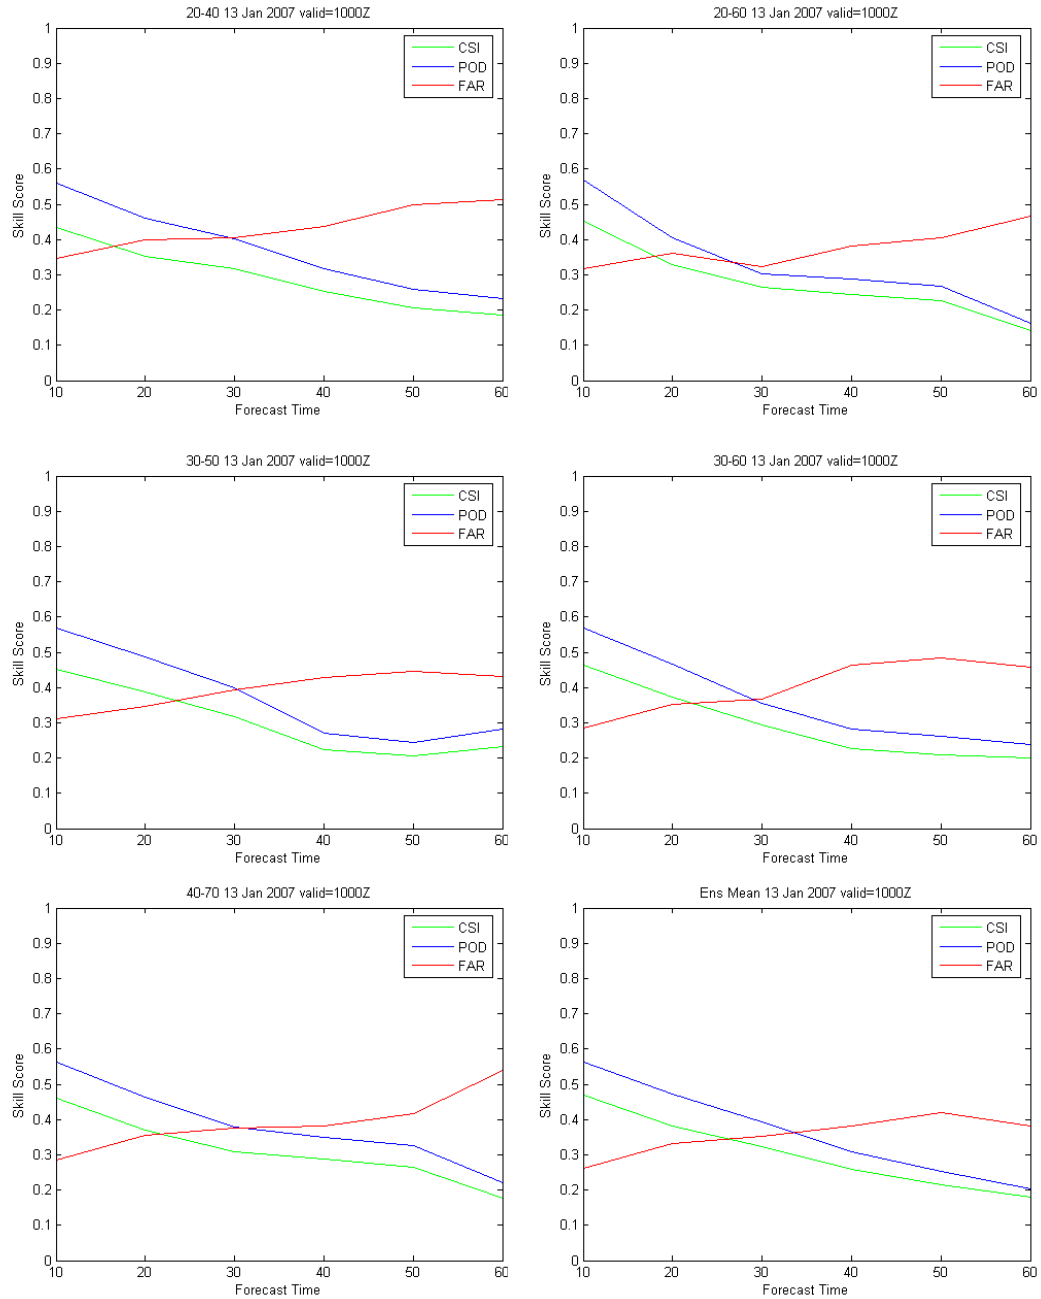 20-40 13 Jan 2007 valid=1000Z
1
0.9
0.8
0.7
0.6
0.5
0.4
0.3
0.2
0.1
0
Skill Score
CSI
POD
FAR
10 20 30 40 50 60
Forecast Time
20-60 13 Jan 2007 valid=1000Z
1
0.9
0.8
0.7
0.6
0.5
0.4
0.3
0.2
0.1
0
Skill Score
CSI
POD
FAR
10 20 30 40 50 60
Forecast Time
30-50 13 Jan 2007 valid=1000Z
1
0.9
0.8
0.7
0.6
0.5
0.4
0.3
0.2
0.1
0
Skill Score
CSI
POD
FAR
10 20 30 40 50 60
Forecast Time
30-60 13 Jan 2007 valid=1000Z
1
0.9
0.8
0.7
0.6
0.5
0.4
0.3
0.2
0.1
0
Skill Score
CSI
POD
FAR
10 20 30 40 50 60
Forecast Time
40-70 13 Jan 2007 valid=1000Z
1
0.9
0.8
0.7
0.6
0.5
0.4
0.3
0.2
0.1
0
Skill Score
CSI
POD
FAR
10 20 30 40 50 60
Forecast Time
Ens Mean 13 Jan 2007 valid=1000Z
1
0.9
0.8
0.7
0.6
0.5
0.4
0.3
0.2
0.1
0
Skill Score
CSI
POD
FAR
10 20 30 40 50 60
Forecast Time